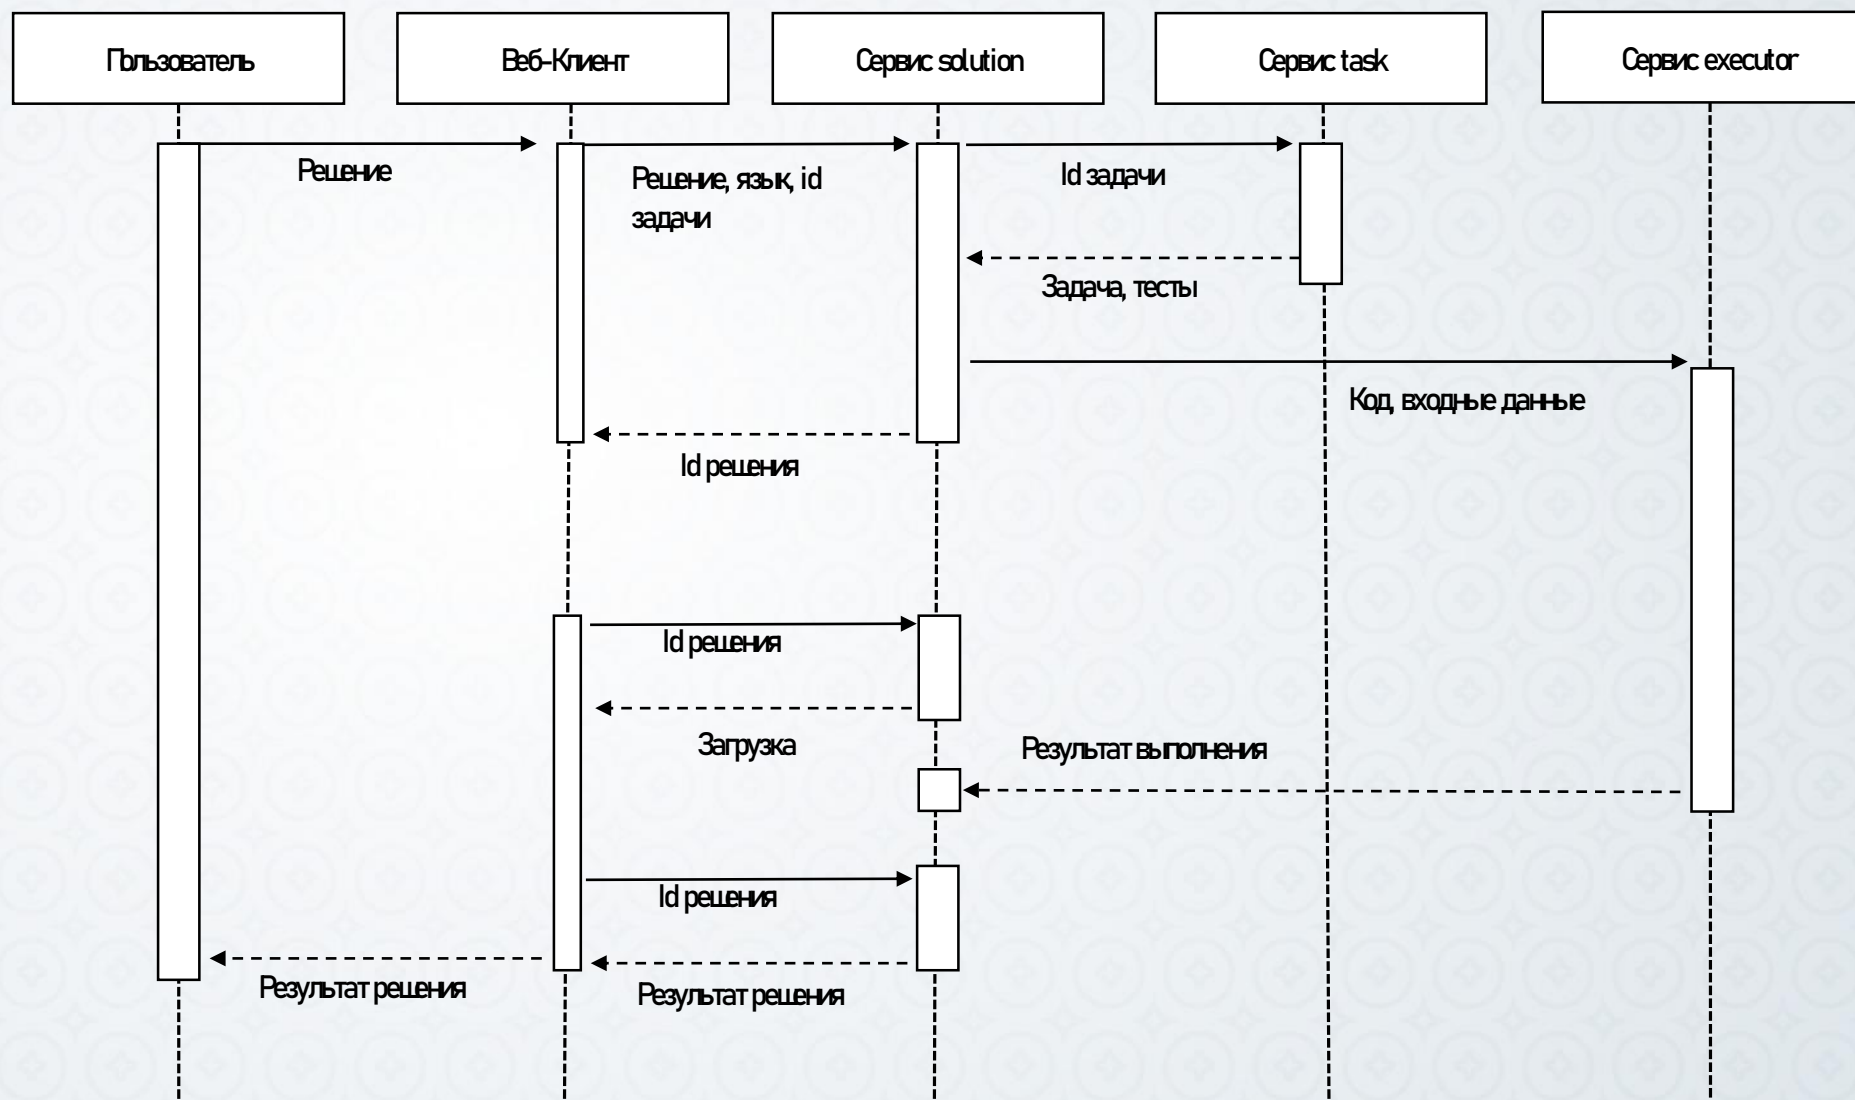 Пользователь
Веб-Клиент
Сервис solution
Сервис task
Сервис executor
Решение
Решение, язык, id
задачи
Id задачи
Задача, тесты
Код, входные данные
Id решения
Id решения
Загрузка
Результат выполнения
Id решения
Результат решения
Результат решения